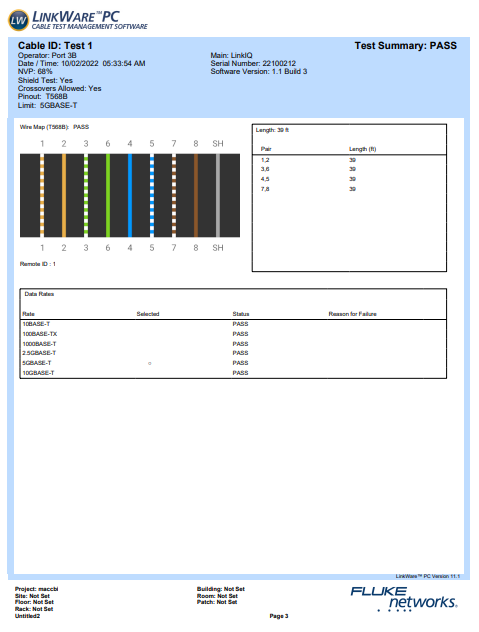 LW LINKWARE™PC
CABLE TEST MANAGEMENT SOFTWARE
Cable ID: Test 1
Test Summary: PASS
Operator: Port 3B
Date / Time: 10/02/2022 05:33:54 AM
NVP: 68%
Shield Test: Yes
Crossovers Allowed: Yes
Pinout: T568B
Limit: 5GBASE-T
Main: LinkIQ
Serial Number: 22100212
Software Version: 1.1 Build 3
Wire Map (T568B): PASS
1 2 3 6 4 5 7 8 SH
1 2 3 6 4 5 7 8 SH
Remote ID : 1
Length: 39 ft
Pair Length (ft)
1,2 39
3,6 39
4,5 39
7,8 39
Data Rates
Rate Selected Status Reason for Failure
10BASE-T PASS
100BASE-TX PASS
1000BASE-T PASS
2.5GBASE-T PASS
5GBASE-T ○ PASS
10GBASE-T PASS
LinkWare™ PC Version 11.1
Project: maccbi
Site: Not Set
Floor: Not Set
Rack: Not Set
Untitled2
Building: Not Set
Room: Not Set
Patch: Not Set
Page 3
FLUKE
networks®